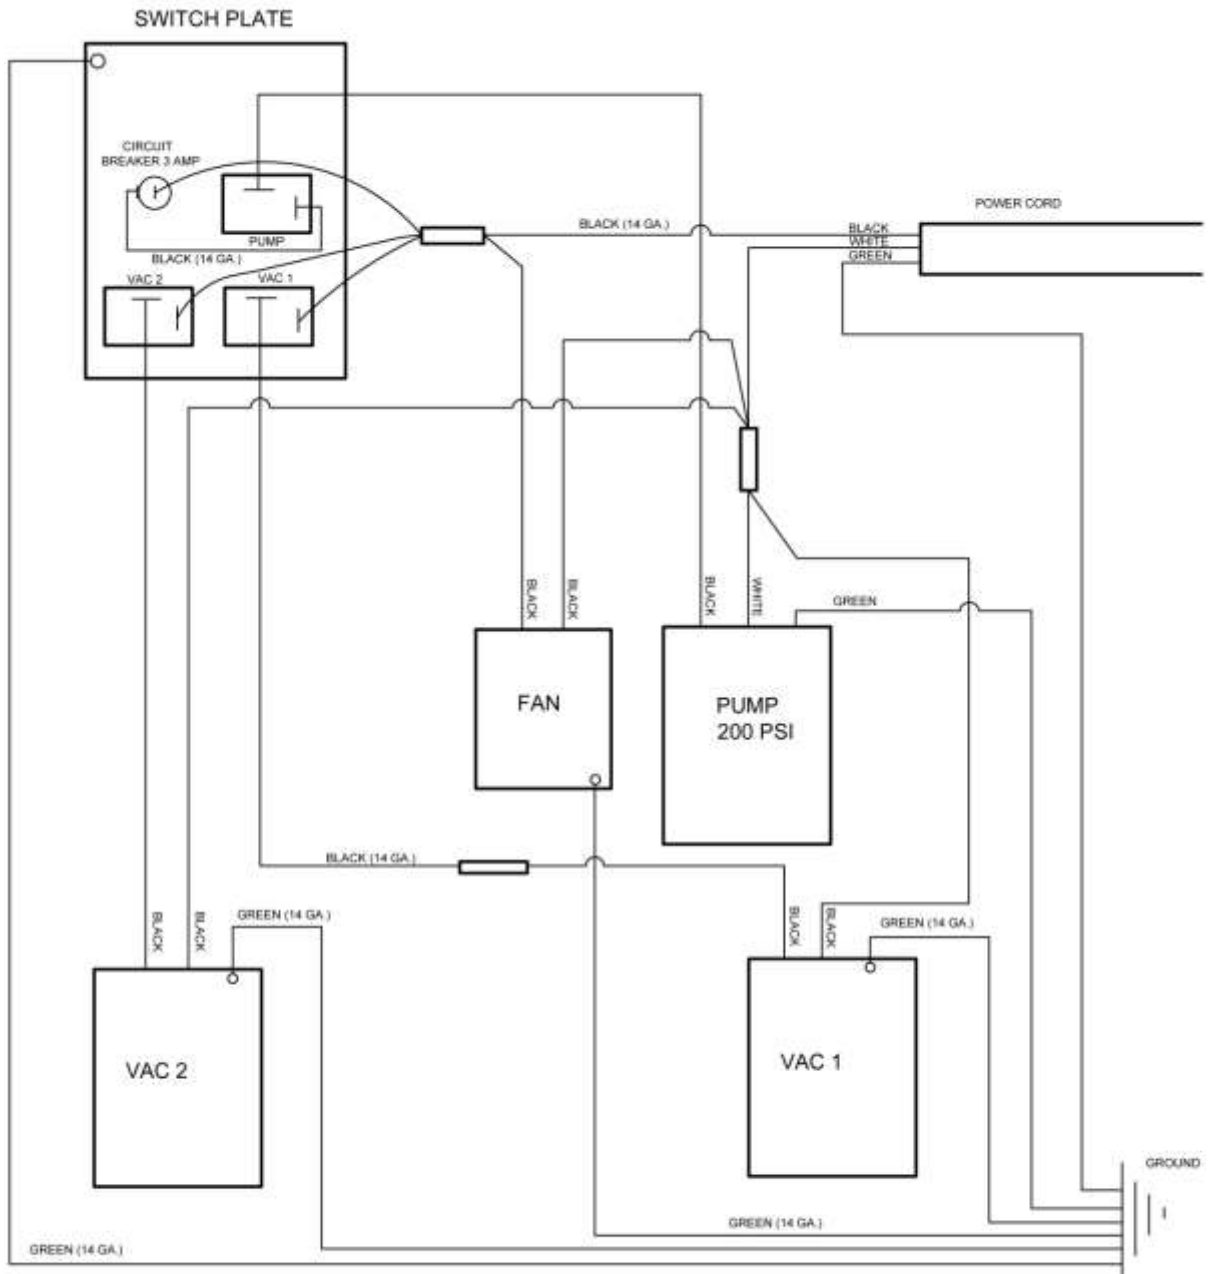 SWITCH PLATE
CIRCUIT
BREAKER 3 AMP
PUMP
BLACK (14 GA.)
VAC 2
VAC 1
BLACK (14 GA.)
POWER CORD
BLACK
WHITE
GREEN
BLACK
BLACK
BLACK
WHITE
GREEN
FAN
PUMP
200 PSI
BLACK (14 GA.)
BLACK
BLACK
GREEN (14 GA.)
BLACK
BLACK
GREEN (14 GA.)
VAC 2
VAC 1
GROUND
GREEN (14 GA.)
GREEN (14 GA.)